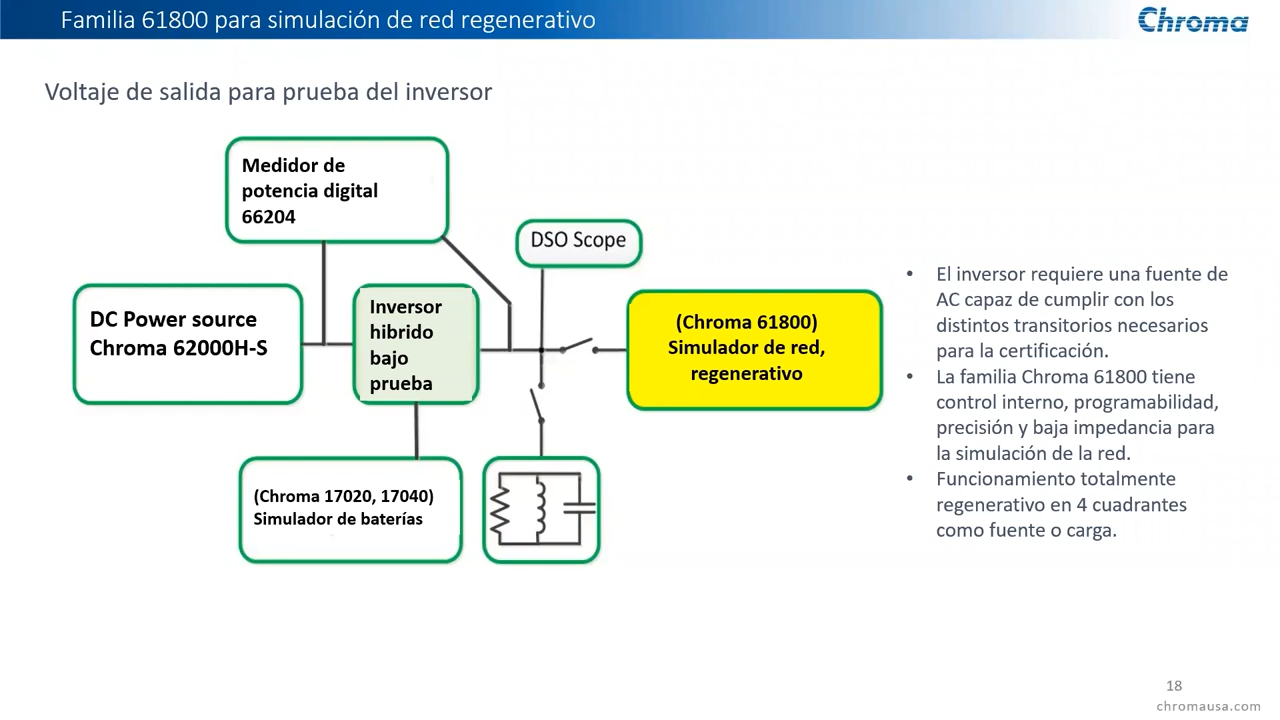 Familia 61800 para simulación de red regenerativo
Chroma
Voltaje de salida para prueba del inversor
Medidor de
potencia digital
66204
DSO Scope
DC Power source
Chroma 62000H-S
Inversor
hibrido
bajo
prueba
(Chroma 61800)
Simulador de red,
regenerativo
(Chroma 17020, 17040)
Simulador de baterías
• El inversor requiere una fuente de
AC capaz de cumplir con los
distintos transitorios necesarios
para la certificación.
• La familia Chroma 61800 tiene
control interno, programabilidad,
precisión y baja impedancia para
la simulación de la red.
• Funcionamiento totalmente
regenerativo en 4 cuadrantes
como fuente o carga.
18
chromausa.com